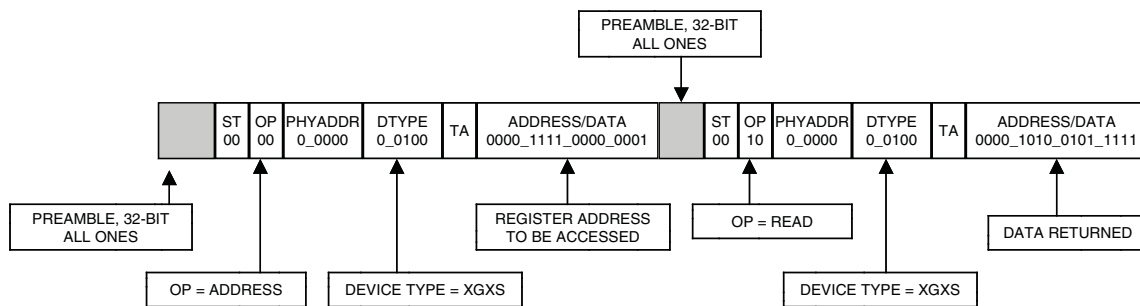 PREAMBLE, 32-BIT
ALL ONES
ST
00
OP
00
PHYADDR
0_0000
DTYPE
0_0100
TA
ADDRESS/DATA
0000_1111_0000_0001
ST
00
OP
10
PHYADDR
0_0000
DTYPE
0_0100
TA
ADDRESS/DATA
0000_1010_0101_1111
PREAMBLE, 32-BIT
ALL ONES
REGISTER ADDRESS
TO BE ACCESSED
OP = READ
DATA RETURNED
OP = ADDRESS
DEVICE TYPE = XGXS
DEVICE TYPE = XGXS